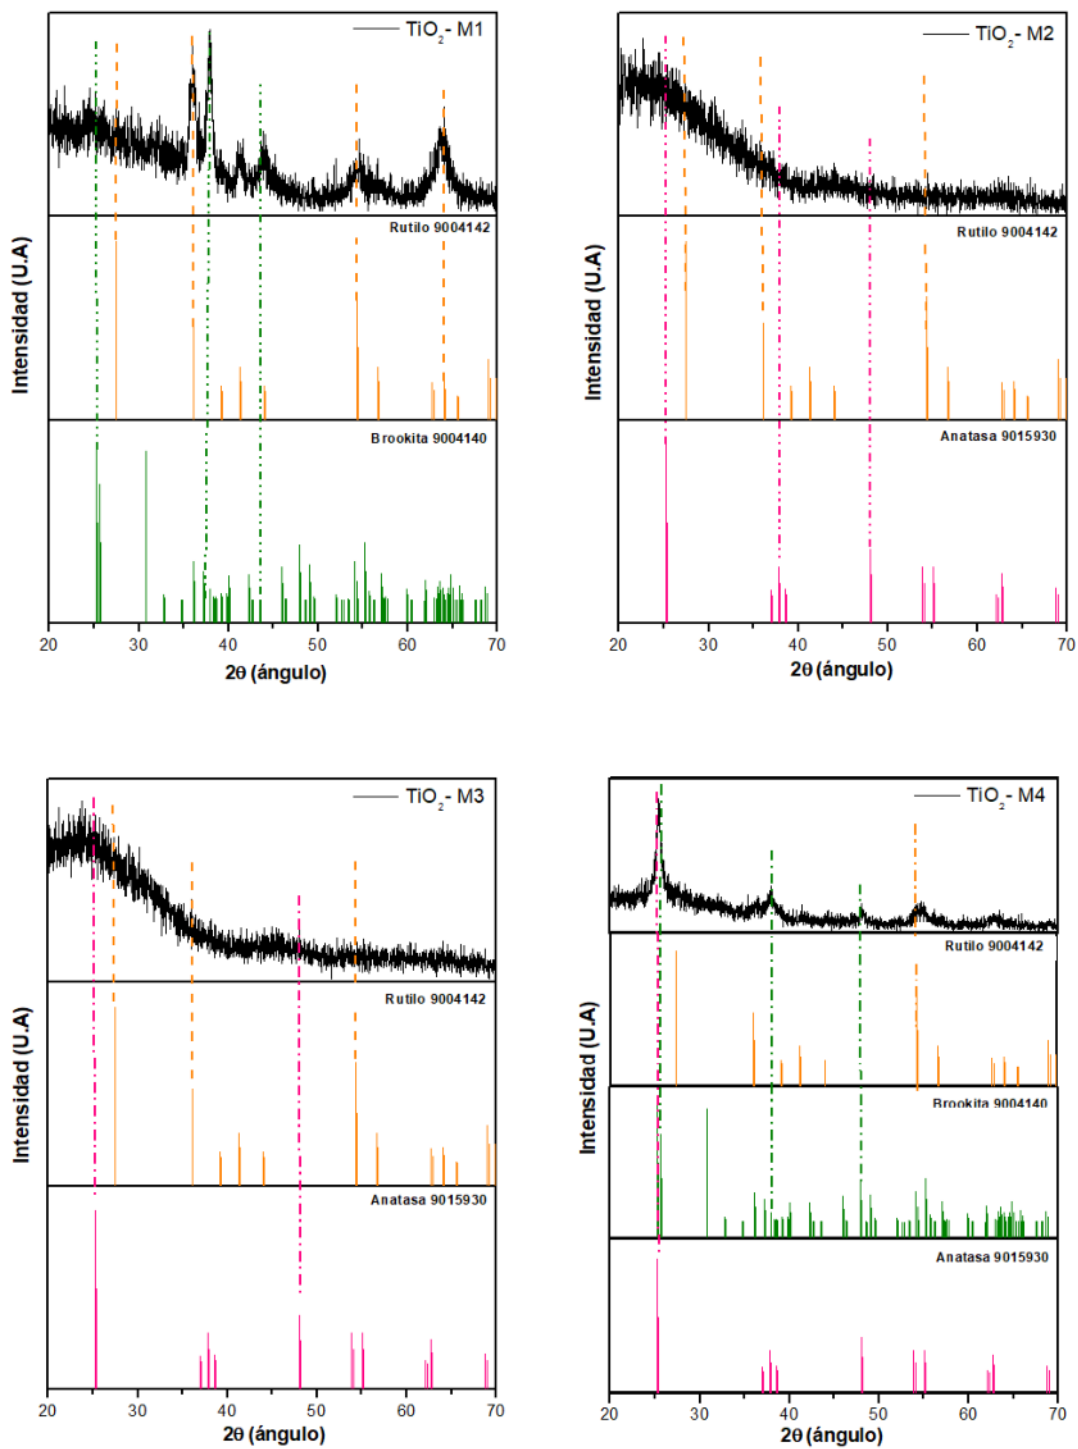 TiO2- M1
Rutilo 9004142
Brookita 9004140
Intensidad (U.A)
20 30 40 50 60 70
2θ (ángulo)
TiO2- M2
Rutilo 9004142
Anatasa 9015930
Intensidad (U.A)
20 30 40 50 60 70
2θ (ángulo)
TiO2- M3
Rutilo 9004142
Anatasa 9015930
Intensidad (U.A)
20 30 40 50 60 70
2θ (ángulo)
TiO2- M4
Rutilo 9004142
Brookita 9004140
Anatasa 9015930
Intensidad (U.A)
20 30 40 50 60 70
2θ (ángulo)